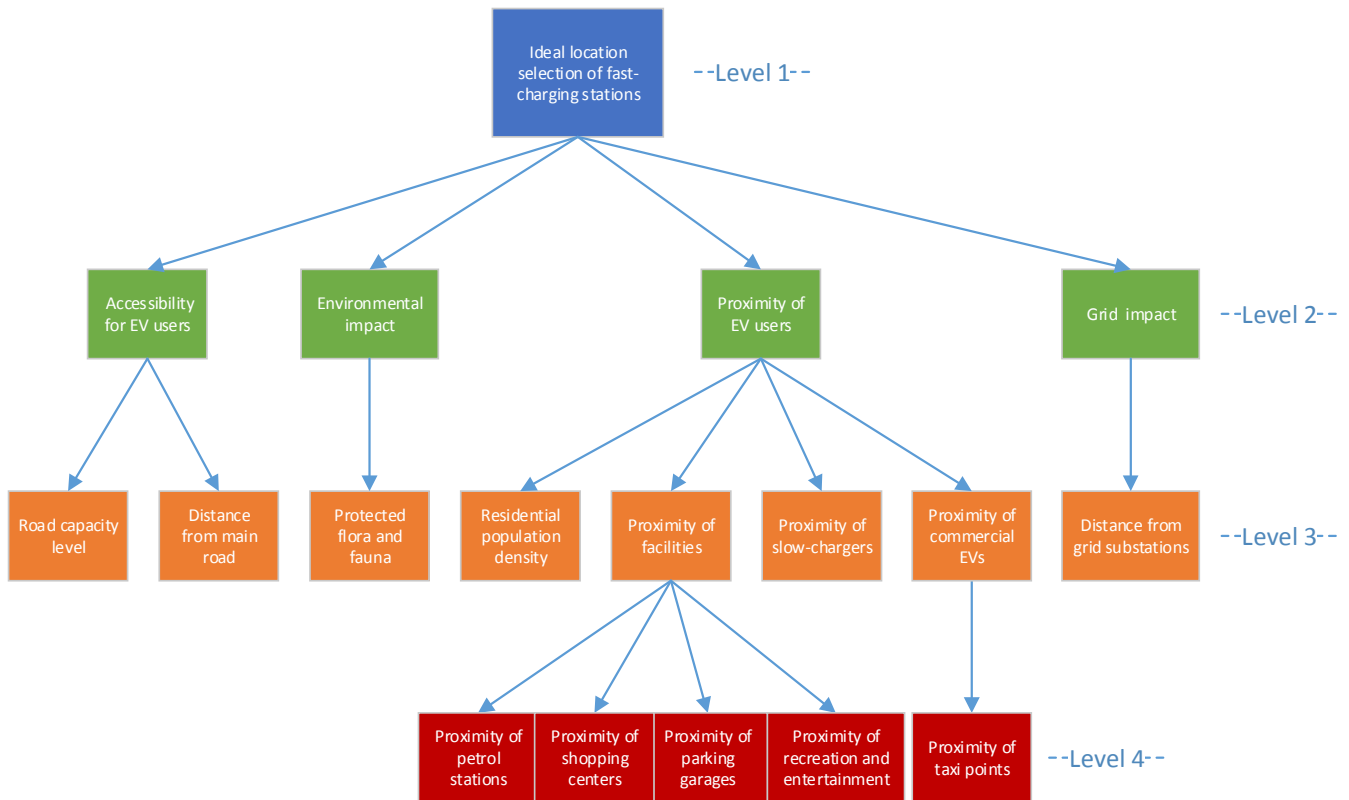 Ideal location
selection of fast-
charging stations
--Level 1--
Accessibility
for EV users
Environmental
impact
Proximity of
EV users
Grid impact
--Level 2--
Road capacity
level
Distance
from main
road
Protected
flora and
fauna
Residential
population
density
Proximity of
facilities
Proximity of
slow-chargers
Proximity of
commercial
EVs
Distance from
grid substations
--Level 3--
Proximity of
petrol
stations
Proximity of
shopping
centers
Proximity of
parking
garages
Proximity of
recreation and
entertainment
Proximity of
taxi points
--Level 4--